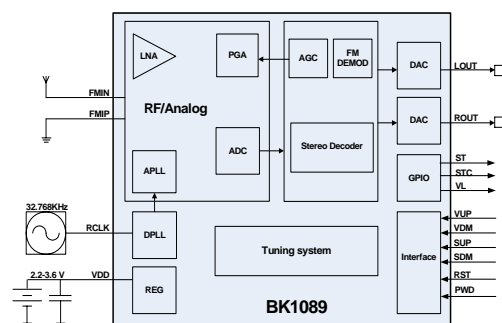 LNA
PGA
AGC
FM
DEMOD
DAC
LOUT
FMIN
FMIP
RF/Analog
DAC
ROUT
ADC
Stereo Decoder
APLL
GPIO
ST
STC
VL
32.768KHz
RCLK
DPLL
Tuning system
Interface
VUP
VDM
SUP
SDM
RST
PWD
2.2-3.6 V
VDD
REG
BK1089